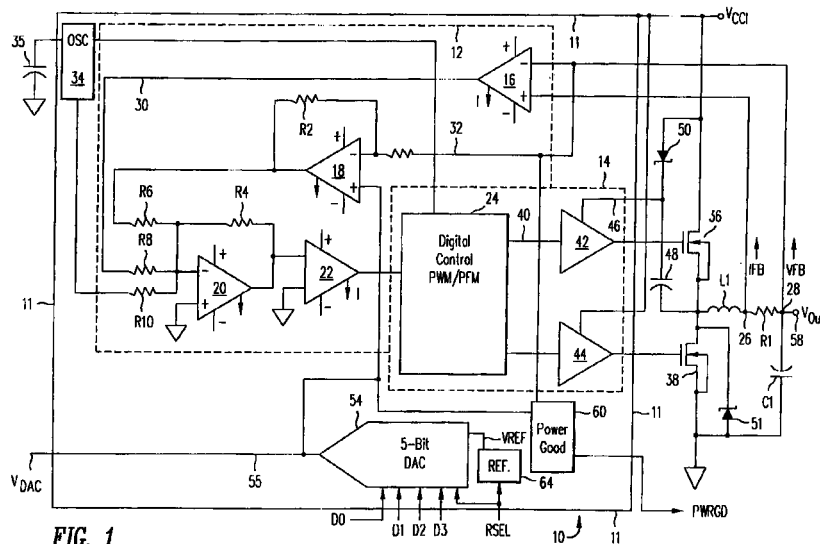 V_CCI
11
35
OSC
34
12
+
-
16
+
-
I
30
R2
32
50
+
-
18
+
-
14
R6
R4
24
46
36
40
42
48
IFB
VFB
R8
+
-
20
+
-
+
22
-
I
Digital
Control
PWM/PFM
L1
28
V_Out
R10
11
44
26
R1
58
38
C1
51
54
60
11
Power
Good
5-Bit
DAC
VREF
REF.
64
V_DAC
55
D0
D1
D2
D3
RSEL
10
11
PWRGD
FIG. 1